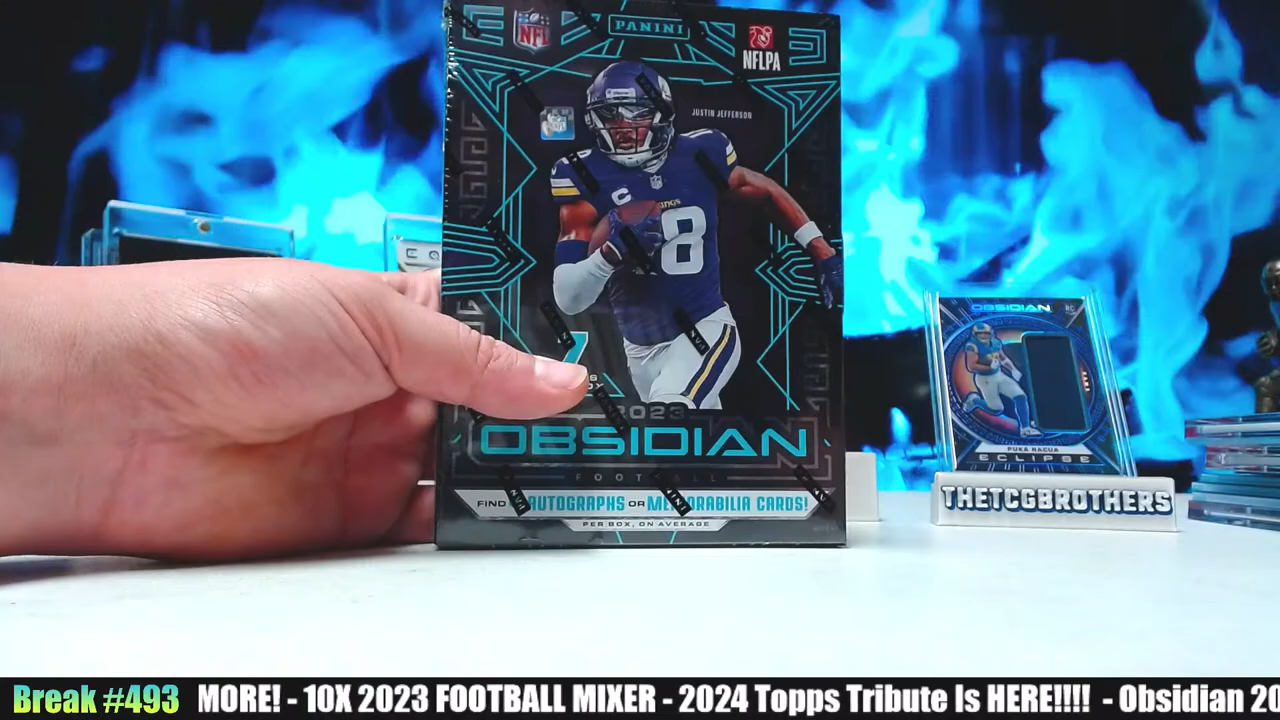 NFL
PANINI
NFLPA
JUSTIN JEFFERSON
C
8
2023
OBSIDIAN
FOOTBALL
FIND AUTOGRAPHS OR MEMORABILIA CARDS!
PER BOX, ON AVERAGE
OBSIDIAN
RC
PUKA NACUA
ECLIPSE
THETCGBROTHERS
Break #493 MORE! - 10X 2023 FOOTBALL MIXER - 2024 Topps Tribute Is HERE!!!! - Obsidian 20